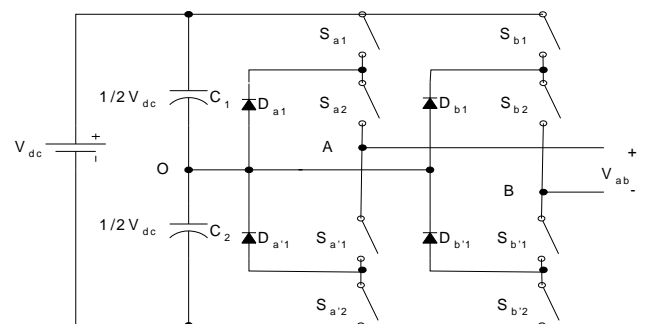 S a1
S b1
1/2 V dc
C 1
D a1
S a2
D b1
S b2
V dc
+
-
A
O
+
V ab
-
B
1/2 V dc
C 2
D a'1
S a'1
D b'1
S b'1
S a'2
S b'2